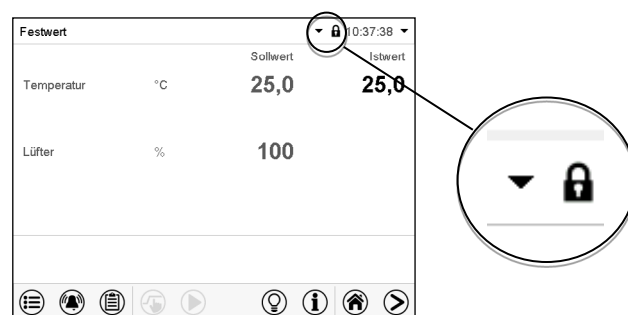 Festwert 10:37:38
Sollwert Istwert
Temperatur °C 25,0 25,0
Lüfter % 100